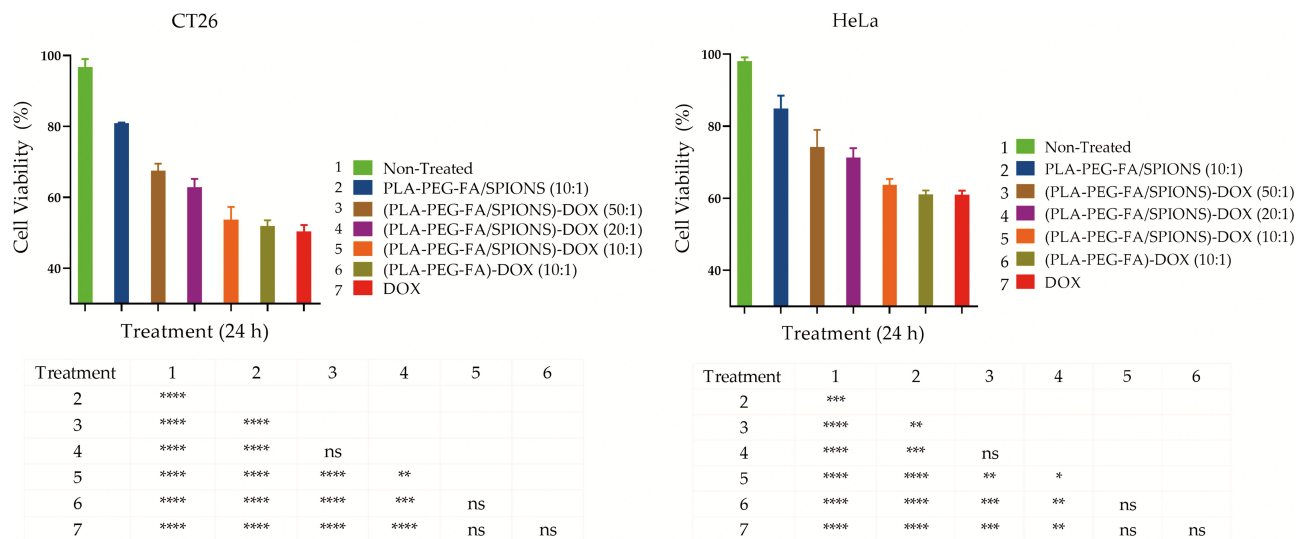 CT26
Cell Viability (%)
100
80
60
40
Treatment (24 h)
1 Non-Treated
2 PLA-PEG-FA/SPIONS (10:1)
3 (PLA-PEG-FA/SPIONS)-DOX (50:1)
4 (PLA-PEG-FA/SPIONS)-DOX (20:1)
5 (PLA-PEG-FA/SPIONS)-DOX (10:1)
6 (PLA-PEG-FA)-DOX (10:1)
7 DOX
Treatment 1 2 3 4 5 6
2 ****
3 **** ****
4 **** **** ns
5 **** **** **** **
6 **** **** **** *** ns
7 **** **** **** **** ns ns
HeLa
Cell Viability (%)
100
80
60
40
Treatment (24 h)
1 Non-Treated
2 PLA-PEG-FA/SPIONS (10:1)
3 (PLA-PEG-FA/SPIONS)-DOX (50:1)
4 (PLA-PEG-FA/SPIONS)-DOX (20:1)
5 (PLA-PEG-FA/SPIONS)-DOX (10:1)
6 (PLA-PEG-FA)-DOX (10:1)
7 DOX
Treatment 1 2 3 4 5 6
2 ***
3 **** **
4 **** *** ns
5 **** **** ** *
6 **** **** *** ** ns
7 **** **** *** ** ns ns